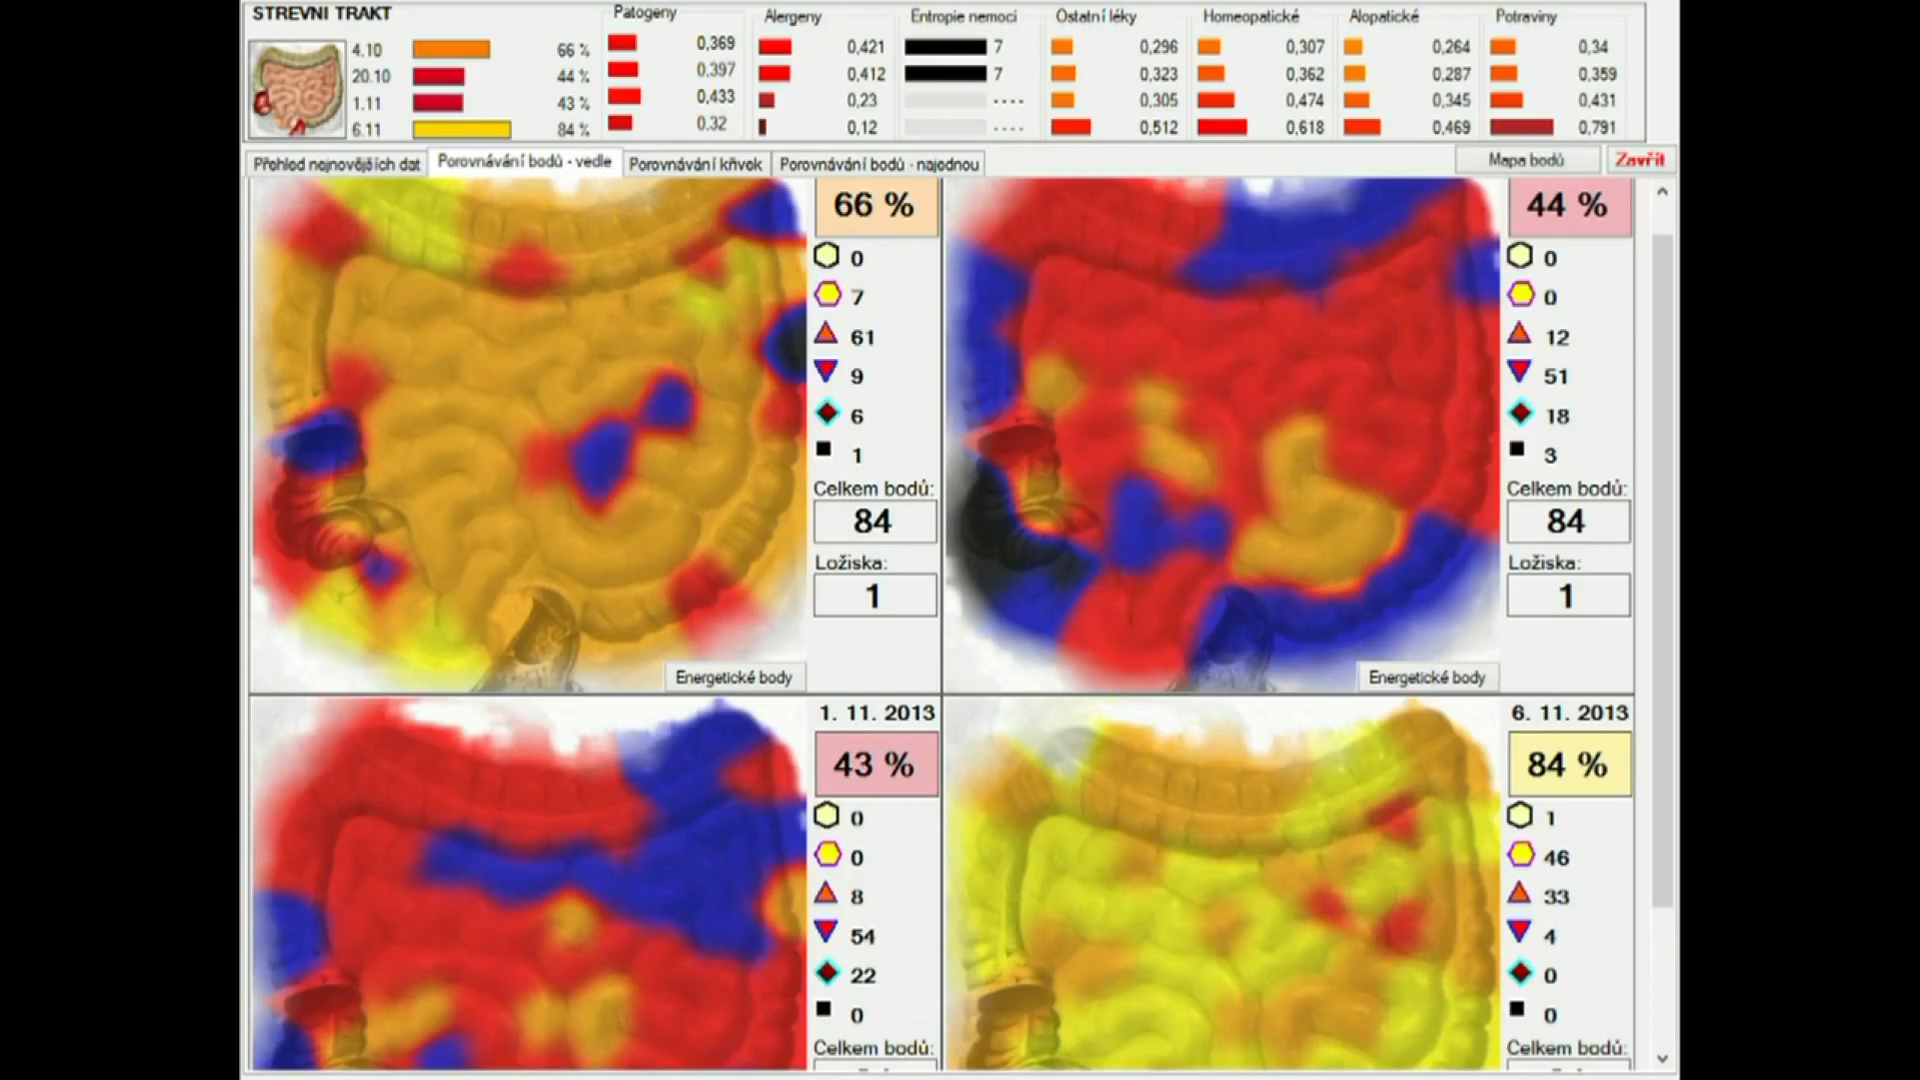 STREVNI TRAKT
Patogeny Alergeny Entropie nemoci Ostatní léky Homeopatické Alopatické Potraviny
4.10 66 % 0,369 0,421 7 0,296 0,307 0,264 0,34
20.10 44 % 0,397 0,412 7 0,323 0,362 0,287 0,359
1.11 43 % 0,433 0,23 .... 0,305 0,474 0,345 0,431
6.11 84 % 0,32 0,12 .... 0,512 0,618 0,469 0,791
Přehled nejnovějších dat Porovnávání bodů - vedle Porovnávání křivek Porovnávání bodů - najednou Mapa bodů Zavřít
66 %
0
7
61
9
6
1
Celkem bodů:
84
Ložiska:
1
Energetické body
44 %
0
0
12
51
18
3
Celkem bodů:
84
Ložiska:
1
Energetické body
1. 11. 2013
43 %
0
0
8
54
22
0
Celkem bodů:
6. 11. 2013
84 %
1
46
33
4
0
0
Celkem bodů: